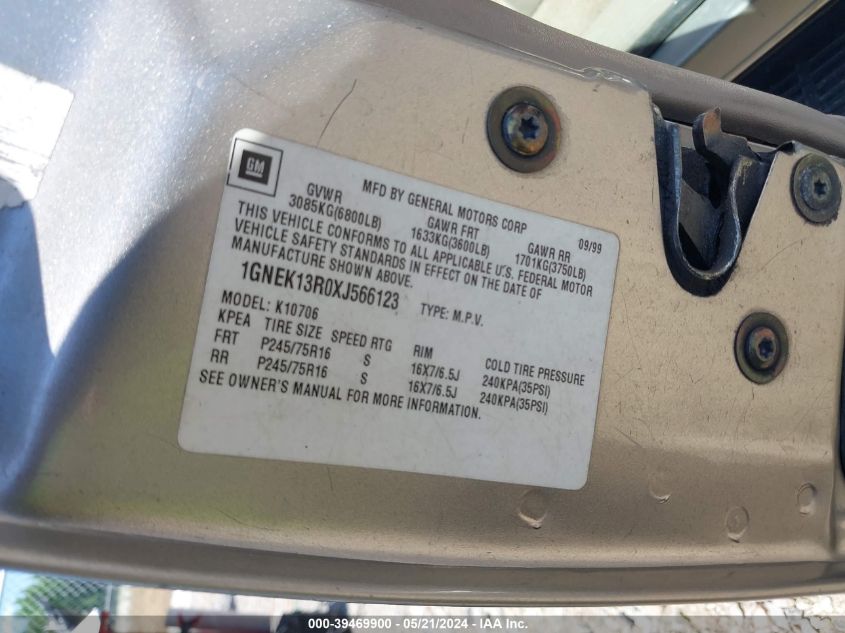 GM
MFD BY GENERAL MOTORS CORP
09/99
GVWR GAWR FRT GAWR RR
3085KG(6800LB) 1633KG(3600LB) 1701KG(3750LB)
THIS VEHICLE CONFORMS TO ALL APPLICABLE U.S. FEDERAL MOTOR
VEHICLE SAFETY STANDARDS IN EFFECT ON THE DATE OF
MANUFACTURE SHOWN ABOVE.
1GNEK13R0XJ566123 TYPE: M.P.V.
MODEL: K10706
KPEA TIRE SIZE SPEED RTG RIM COLD TIRE PRESSURE
FRT P245/75R16 S 16X7/6.5J 240KPA(35PSI)
RR P245/75R16 S 16X7/6.5J 240KPA(35PSI)
SEE OWNER'S MANUAL FOR MORE INFORMATION.
000-39469900 - 05/21/2024 - IAA Inc.